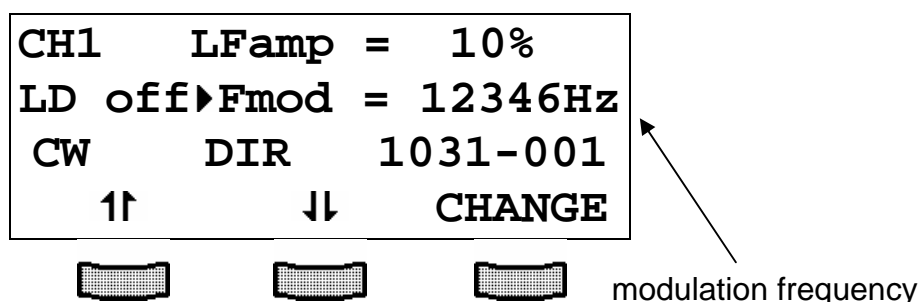 CH1 LFamp = 10%
LD off▶Fmod = 12346Hz
CW DIR 1031-001
⥮ ⥯ CHANGE
modulation frequency